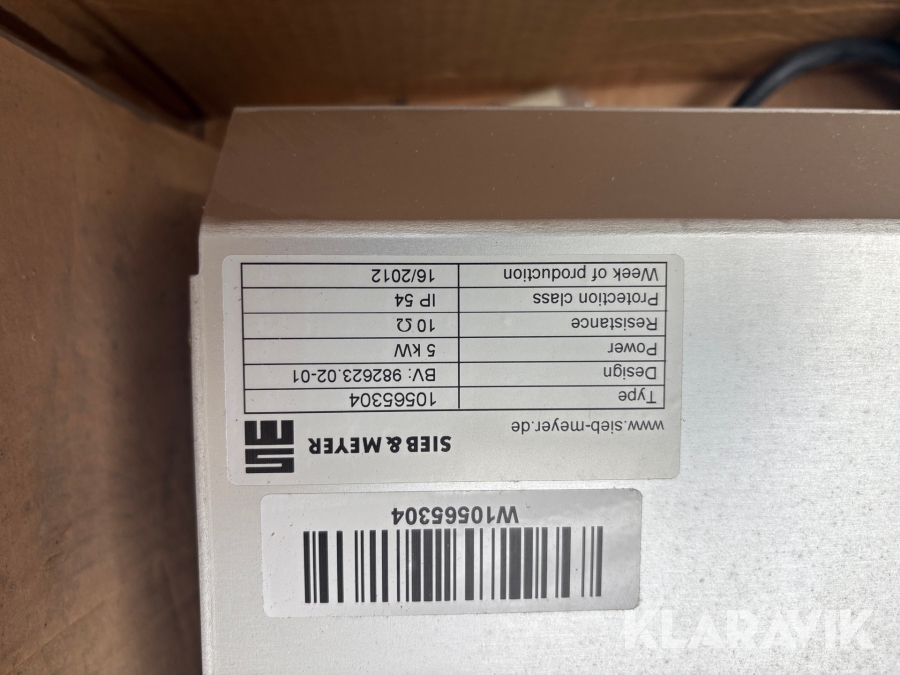 W10565304
SIEB & MEYER
www.sieb-meyer.de
Type 10565304
Design BV: 982623.02-01
Power 5 kW
Resistance 10 Ω
Protection class IP 54
Week of production 16/2012
KLARAVIK